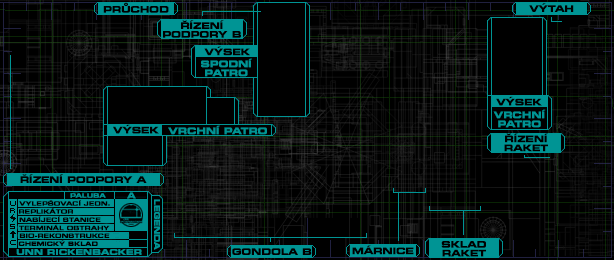 PRŮCHOD
VÝTAH
ŘÍZENÍ
PODPORY B
VÝSEK
SPODNÍ
PATRO
VÝSEK
VRCHNÍ PATRO
VÝSEK
VRCHNÍ
PATRO
ŘÍZENÍ
RAKET
ŘÍZENÍ PODPORY A
PALUBA A
U VYLEPŠOVACÍ JEDN.
R REPLIKÁTOR
NABÍJECÍ STANICE
TERMINÁL OBTRAHY
BIO-REKONSTRUKCE
C CHEMICKÝ SKLAD
UNN RICKENBACKER
LEGENDA
GONDOLA B
MÁRNICE
SKLAD
RAKET